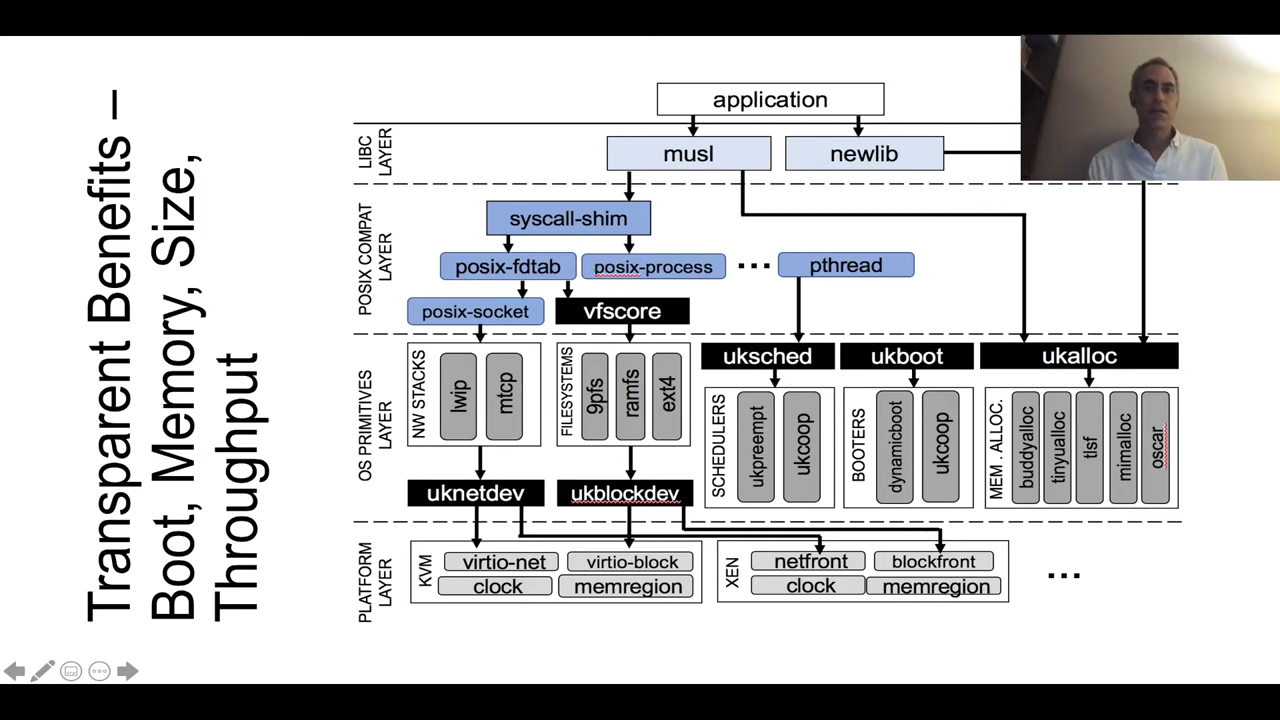 Transparent Benefits –
Boot, Memory, Size,
Throughput
application
LIBC
LAYER
musl
newlib
POSIX COMPAT
LAYER
syscall-shim
posix-fdtab
posix-process
...
pthread
posix-socket
vfscore
OS PRIMITIVES
LAYER
NW STACKS
lwip
mtcp
FILESYSTEMS
9pfs
ramfs
ext4
uksched
SCHEDULERS
ukpreempt
ukcoop
ukboot
BOOTERS
dynamicboot
ukcoop
ukalloc
MEM . ALLOC.
buddyalloc
tinyualloc
tlsf
mimalloc
oscar
uknetdev
ukblockdev
PLATFORM
LAYER
KVM
virtio-net
virtio-block
clock
memregion
XEN
netfront
blockfront
clock
memregion
...